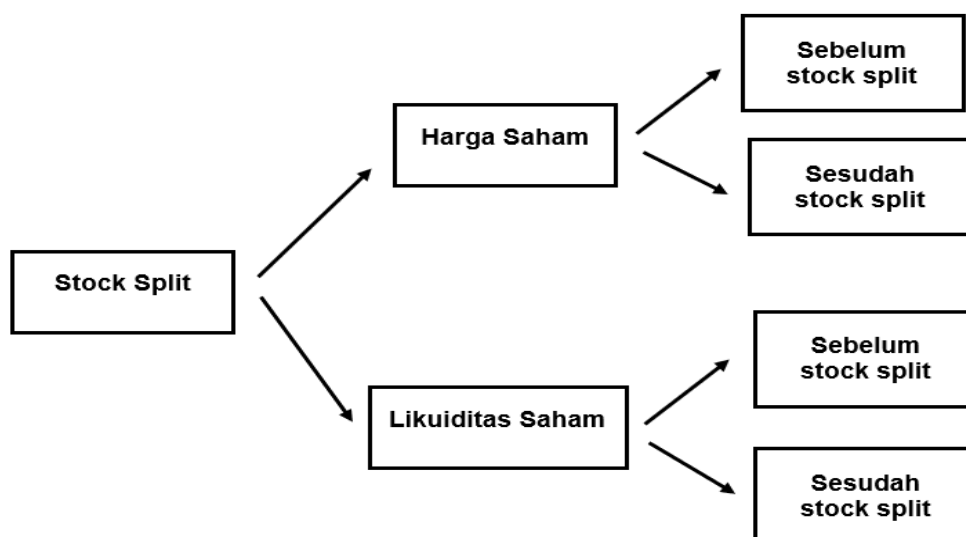 Sebelum
stock split
Harga Saham
Sesudah
stock split
Stock Split
Sebelum
stock split
Likuiditas Saham
Sesudah
stock split